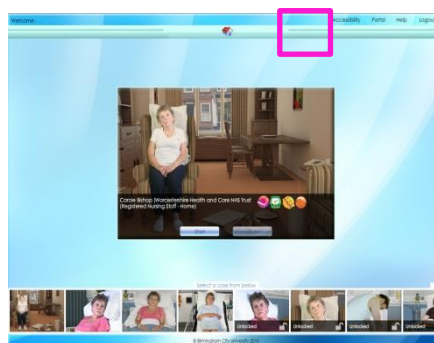 Welcome
Accessibility Portal Help Logout
Carole Bishop (Worcestershire Health and Care NHS Trust
(Registered Nursing Staff - Home)
Start
Select a case from below
Unlocked Unlocked Unlocked Unlocked
© Birmingham City University